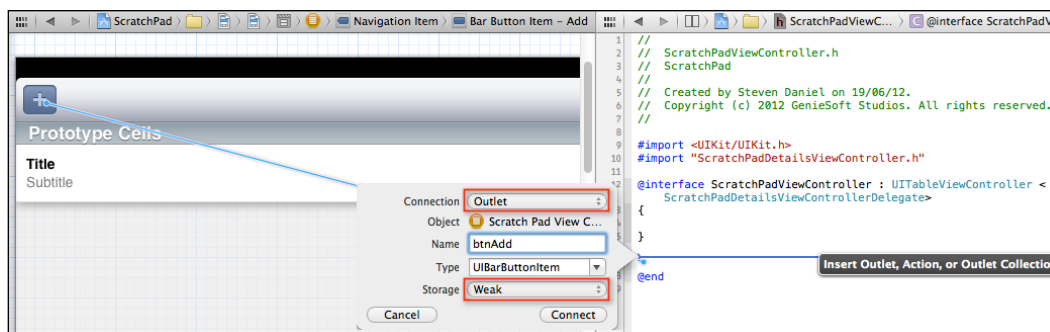 ScratchPad Navigation Item Bar Button Item – Add
ScratchPadViewC... h C @interface ScratchPadV
Prototype Cells
Title
Subtitle
Connection Outlet
Object Scratch Pad View C...
Name btnAdd
Type UIBarButtonItem
Storage Weak
Cancel Connect
1 //
2 // ScratchPadViewController.h
3 // ScratchPad
4 //
5 // Created by Steven Daniel on 19/06/12.
6 // Copyright (c) 2012 GenieSoft Studios. All rights reserved.
7 //
8
9 #import <UIKit/UIKit.h>
10 #import "ScratchPadDetailsViewController.h"
11
12 @interface ScratchPadViewController : UITableViewController <
ScratchPadDetailsViewControllerDelegate>
{
}
Insert Outlet, Action, or Outlet Collectio
@end